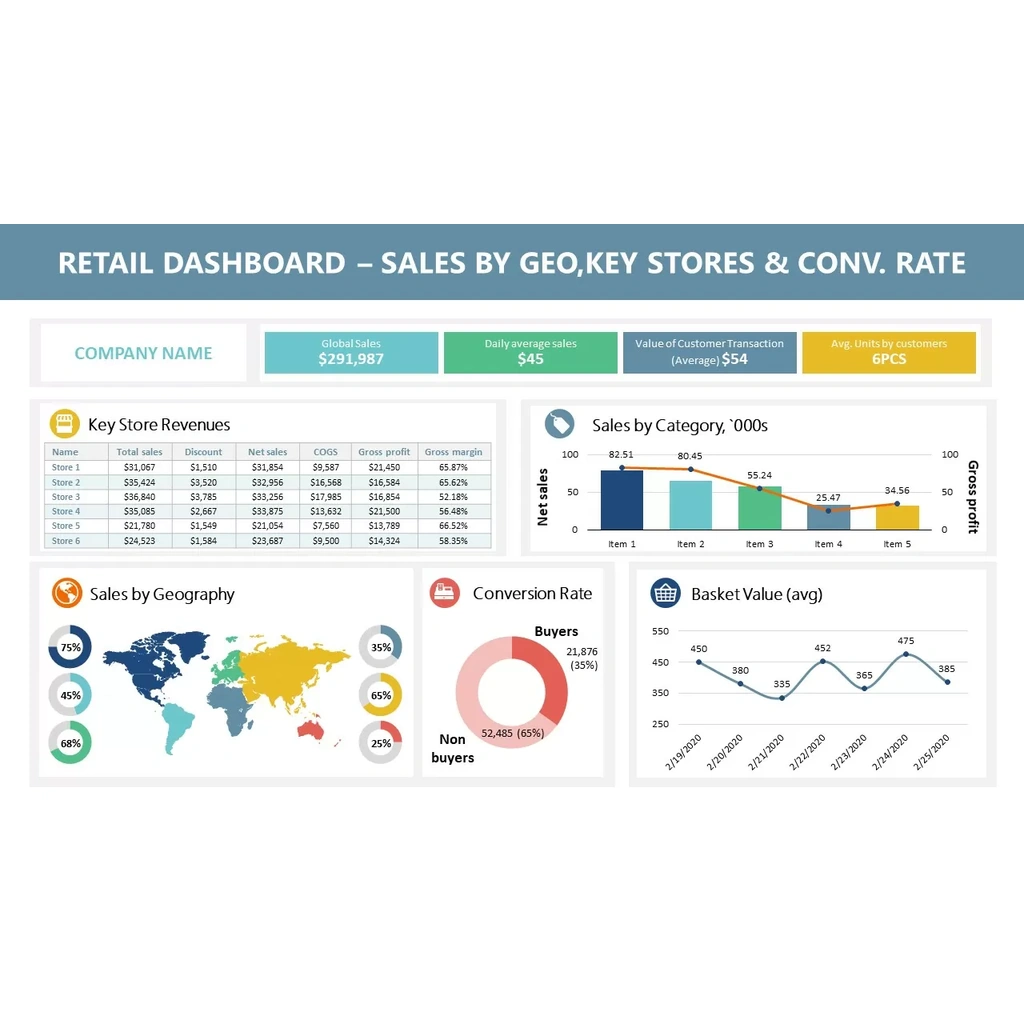 RETAIL DASHBOARD – SALES BY GEO,KEY STORES & CONV. RATE
COMPANY NAME
Global Sales
$291,987
Daily average sales
$45
Value of Customer Transaction
(Average) $54
Avg. Units by customers
6PCS
Key Store Revenues
Name Total sales Discount Net sales COGS Gross profit Gross margin
Store 1 $31,067 $1,510 $31,854 $9,587 $21,450 65.87%
Store 2 $35,424 $3,520 $32,956 $16,568 $16,584 65.62%
Store 3 $36,840 $3,785 $33,256 $17,985 $16,854 52.18%
Store 4 $35,085 $2,667 $33,875 $13,632 $21,500 56.48%
Store 5 $21,780 $1,549 $21,054 $7,560 $13,789 66.52%
Store 6 $24,523 $1,584 $23,687 $9,500 $14,324 58.35%
Sales by Category, `000s
Net sales
100
50
0
82.51
80.45
55.24
25.47
34.56
100
50
0
Gross profit
Item 1 Item 2 Item 3 Item 4 Item 5
Sales by Geography
75%
45%
68%
35%
65%
25%
Conversion Rate
Buyers
21,876
(35%)
52,485 (65%)
Non
buyers
Basket Value (avg)
550
450
350
250
450
380
335
452
365
475
385
2/19/2020
2/20/2020
2/21/2020
2/22/2020
2/23/2020
2/24/2020
2/25/2020